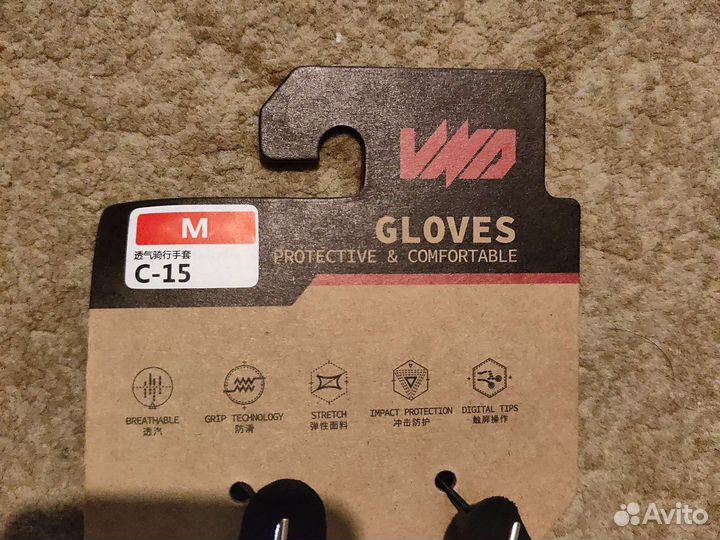 VND
GLOVES
PROTECTIVE & COMFORTABLE
M
透气骑行手套
C-15
BREATHABLE
透汽
GRIP TECHNOLOGY
防滑
STRETCH
弹性面料
IMPACT PROTECTION
冲击防护
DIGITAL TIPS
触屏操作
Avito